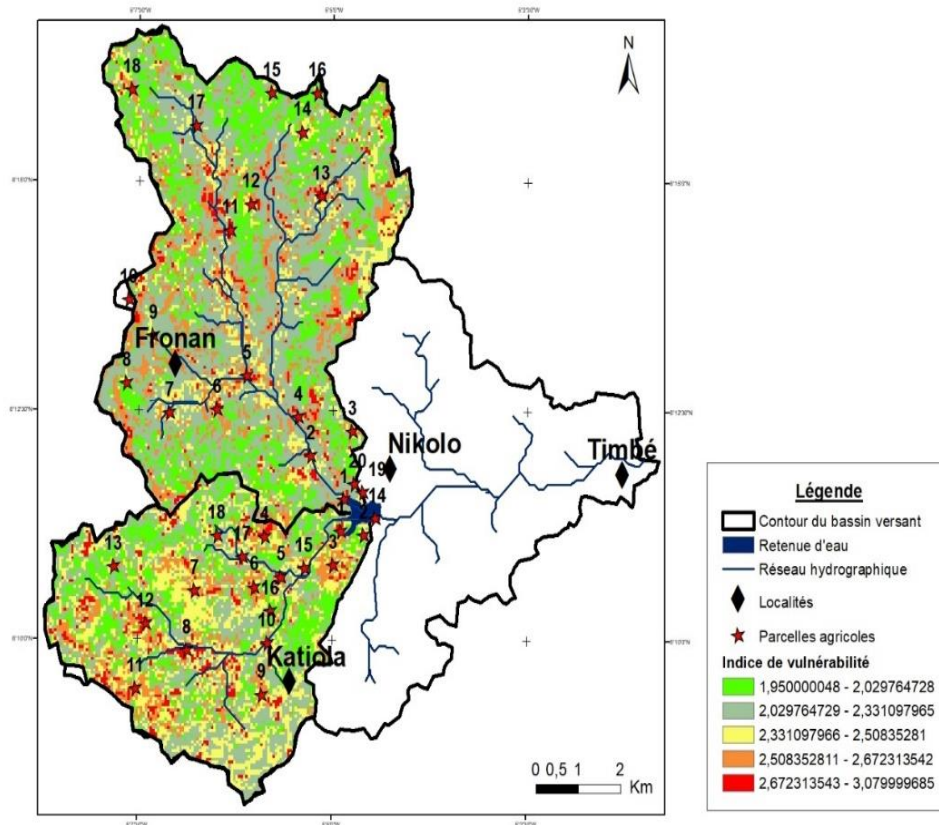 N
18
17
15
16
14
13
12
11
10
9
Fronan
8
7
6
5
4
3
2
Nikolo
Timbé
20
19
1
14
18
17
4
13
7
6
5
15
3
16
12
10
8
11
Katiola
9
0 0,5 1 2
Km
Légende
Contour du bassin versant
Retenue d'eau
Réseau hydrographique
Localités
Parcelles agricoles
Indice de vulnérabilité
1,950000048 - 2,029764728
2,029764729 - 2,331097965
2,331097966 - 2,50835281
2,508352811 - 2,672313542
2,672313543 - 3,079999685